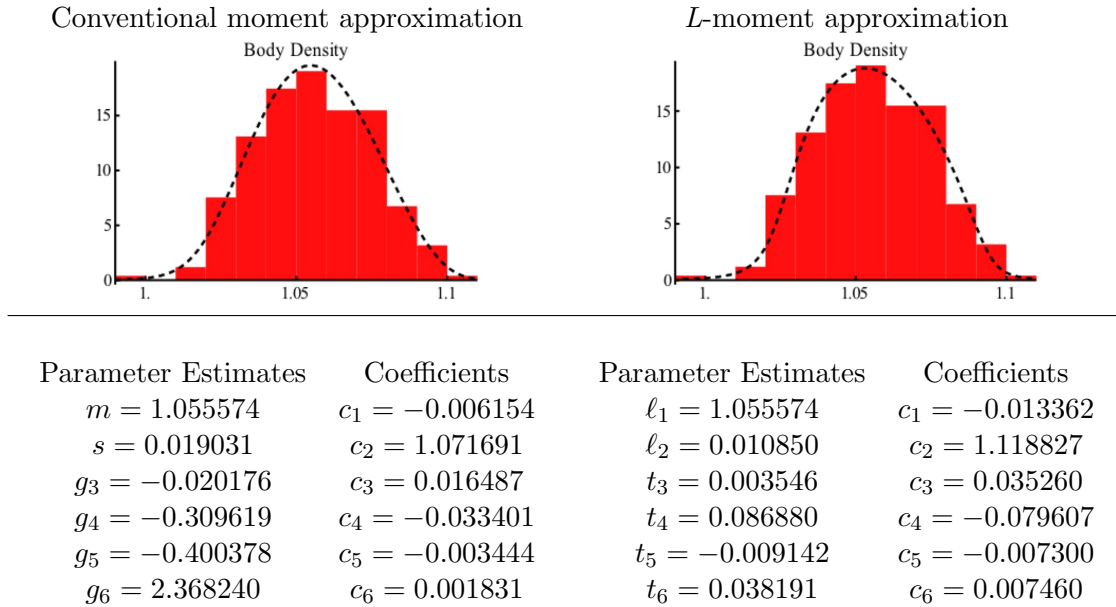 Conventional moment approximation
Body Density
15
10
5
0
1.
1.05
1.1
L-moment approximation
Body Density
15
10
5
0
1.
1.05
1.1
Parameter Estimates Coefficients Parameter Estimates Coefficients
m = 1.055574 c₁ = −0.006154 ℓ₁ = 1.055574 c₁ = −0.013362
s = 0.019031 c₂ = 1.071691 ℓ₂ = 0.010850 c₂ = 1.118827
g₃ = −0.020176 c₃ = 0.016487 t₃ = 0.003546 c₃ = 0.035260
g₄ = −0.309619 c₄ = −0.033401 t₄ = 0.086880 c₄ = −0.079607
g₅ = −0.400378 c₅ = −0.003444 t₅ = −0.009142 c₅ = −0.007300
g₆ = 2.368240 c₆ = 0.001831 t₆ = 0.038191 c₆ = 0.007460